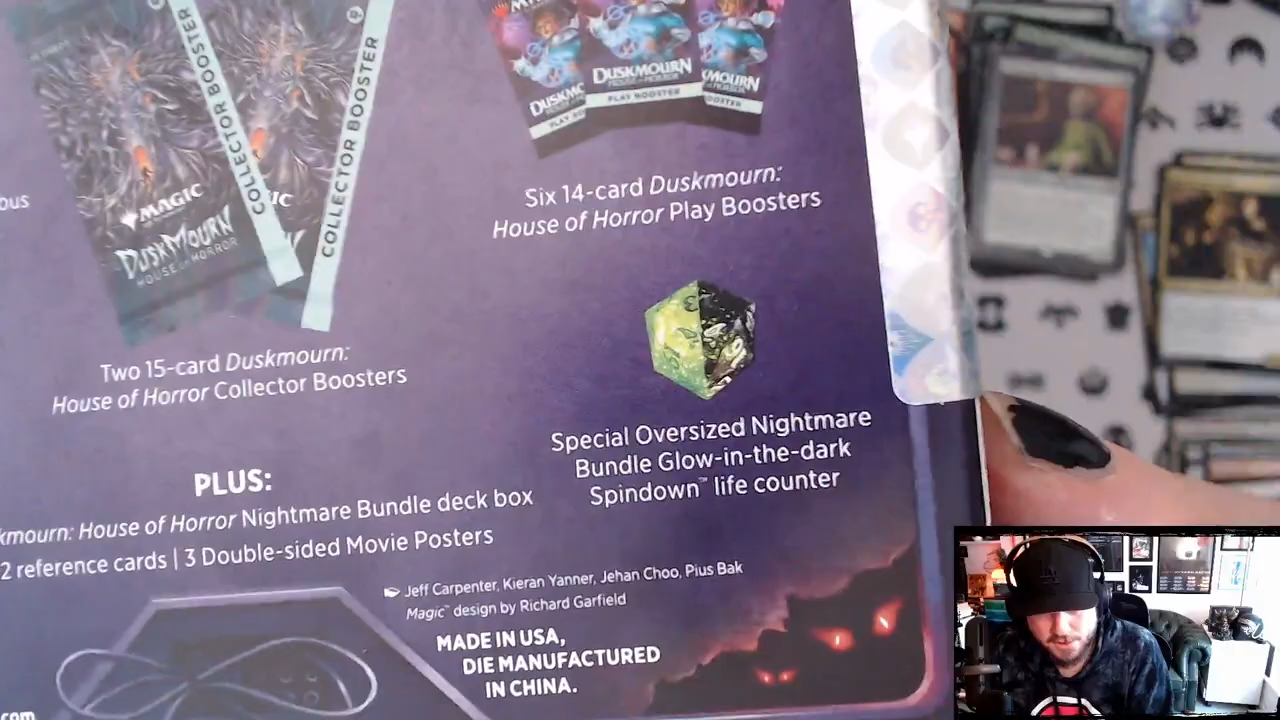 COLLECTOR BOOSTER
COLLECTOR BOOSTER
MAGIC
DUSKMOURN
HOUSE OF HORROR
DUSKMOURN
HOUSE OF HORROR
PLAY BOOSTER
Six 14-card Duskmourn:
House of Horror Play Boosters
Two 15-card Duskmourn:
House of Horror Collector Boosters
Special Oversized Nightmare
Bundle Glow-in-the-dark
Spindown™ life counter
PLUS:
kmourn: House of Horror Nightmare Bundle deck box
2 reference cards | 3 Double-sided Movie Posters
Jeff Carpenter, Kieran Yanner, Jehan Choo, Pius Bak
Magic™ design by Richard Garfield
MADE IN USA,
DIE MANUFACTURED
IN CHINA.
.com